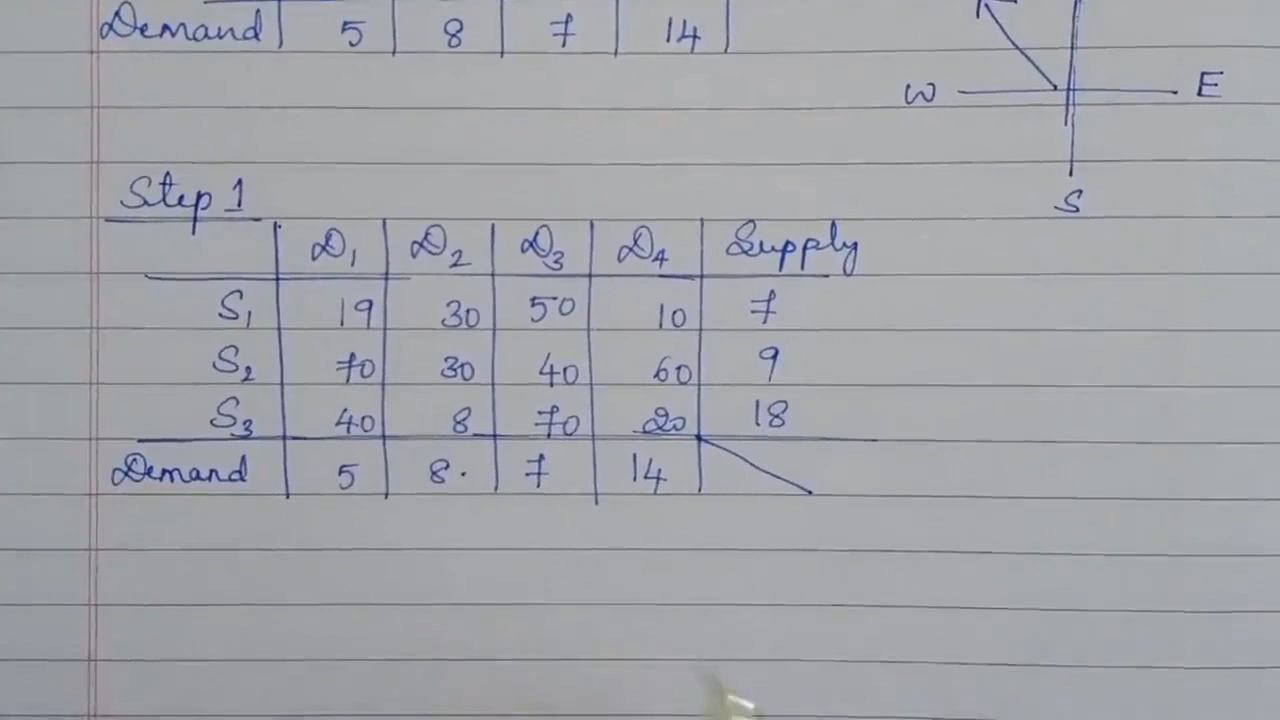 Demand 5 8 7 14
W E
S
Step 1
D1 D2 D3 D4 Supply
S1 19 30 50 10 7
S2 70 30 40 60 9
S3 40 8 70 20 18
Demand 5 8. 7 14